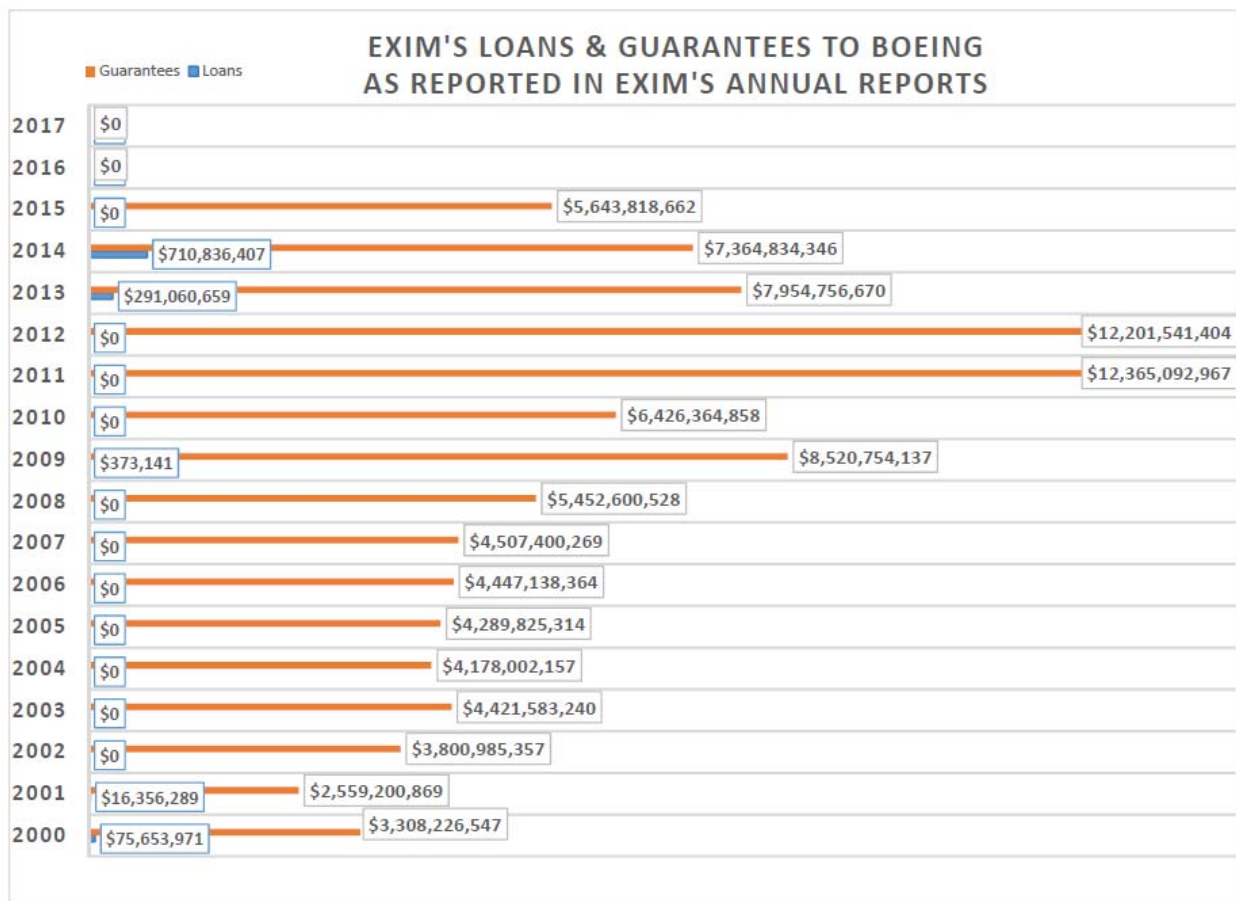 EXIM'S LOANS & GUARANTEES TO BOEING
AS REPORTED IN EXIM'S ANNUAL REPORTS
Guarantees Loans
2017 $0
2016 $0
2015 $0 $5,643,818,662
2014 $710,836,407 $7,364,834,346
2013 $291,060,659 $7,954,756,670
2012 $0 $12,201,541,404
2011 $0 $12,365,092,967
2010 $0 $6,426,364,858
2009 $373,141 $8,520,754,137
2008 $0 $5,452,600,528
2007 $0 $4,507,400,269
2006 $0 $4,447,138,364
2005 $0 $4,289,825,314
2004 $0 $4,178,002,157
2003 $0 $4,421,583,240
2002 $0 $3,800,985,357
2001 $16,356,289 $2,559,200,869
2000 $75,653,971 $3,308,226,547